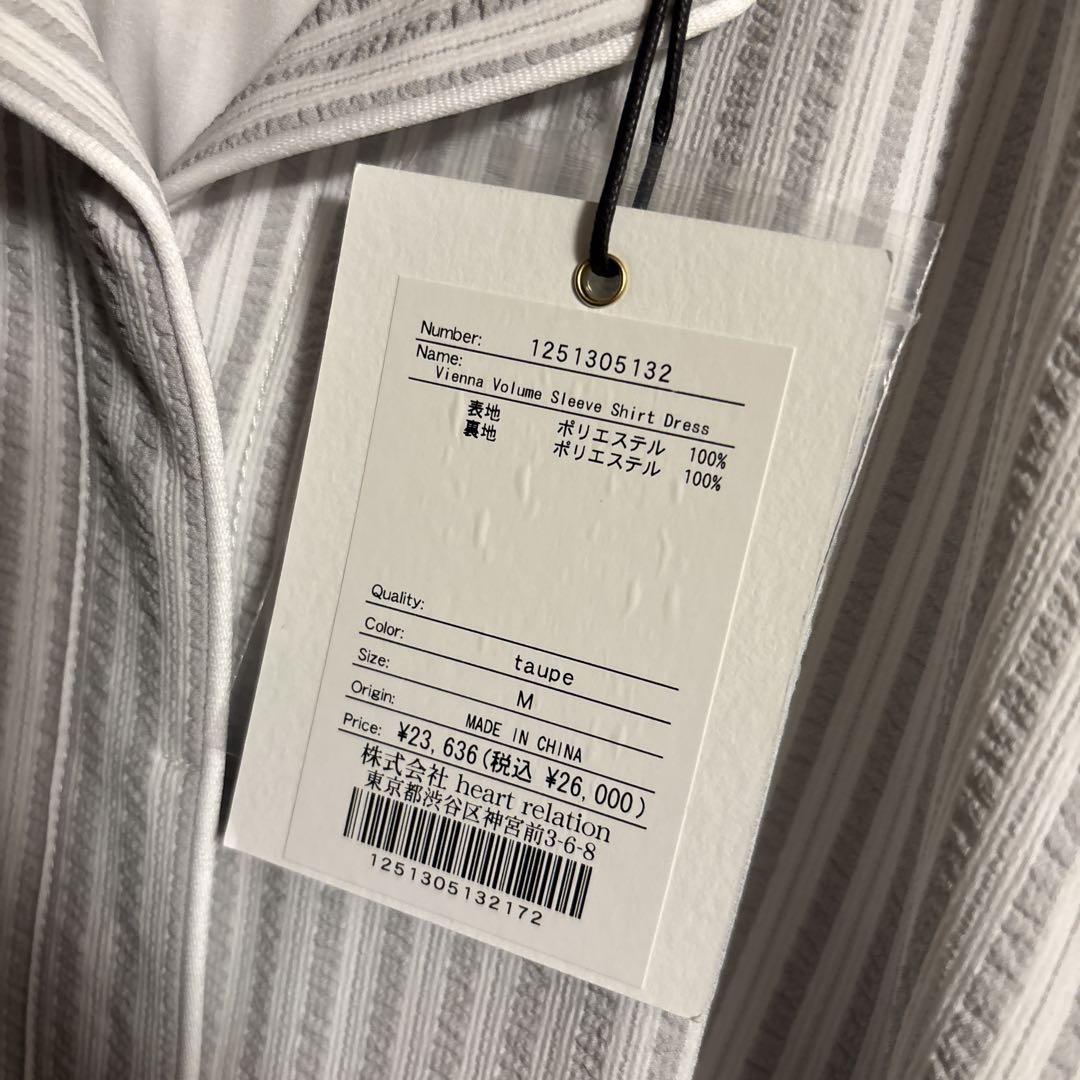 Number: 1251305132
Name:
Vienna Volume Sleeve Shirt Dress
表地 ポリエステル 100%
裏地 ポリエステル 100%
Quality:
Color: taupe
Size: M
Origin: MADE IN CHINA
Price: ¥23,636(税込 ¥26,000)
株式会社 heart relation
東京都渋谷区神宮前3-6-8
1251305132172